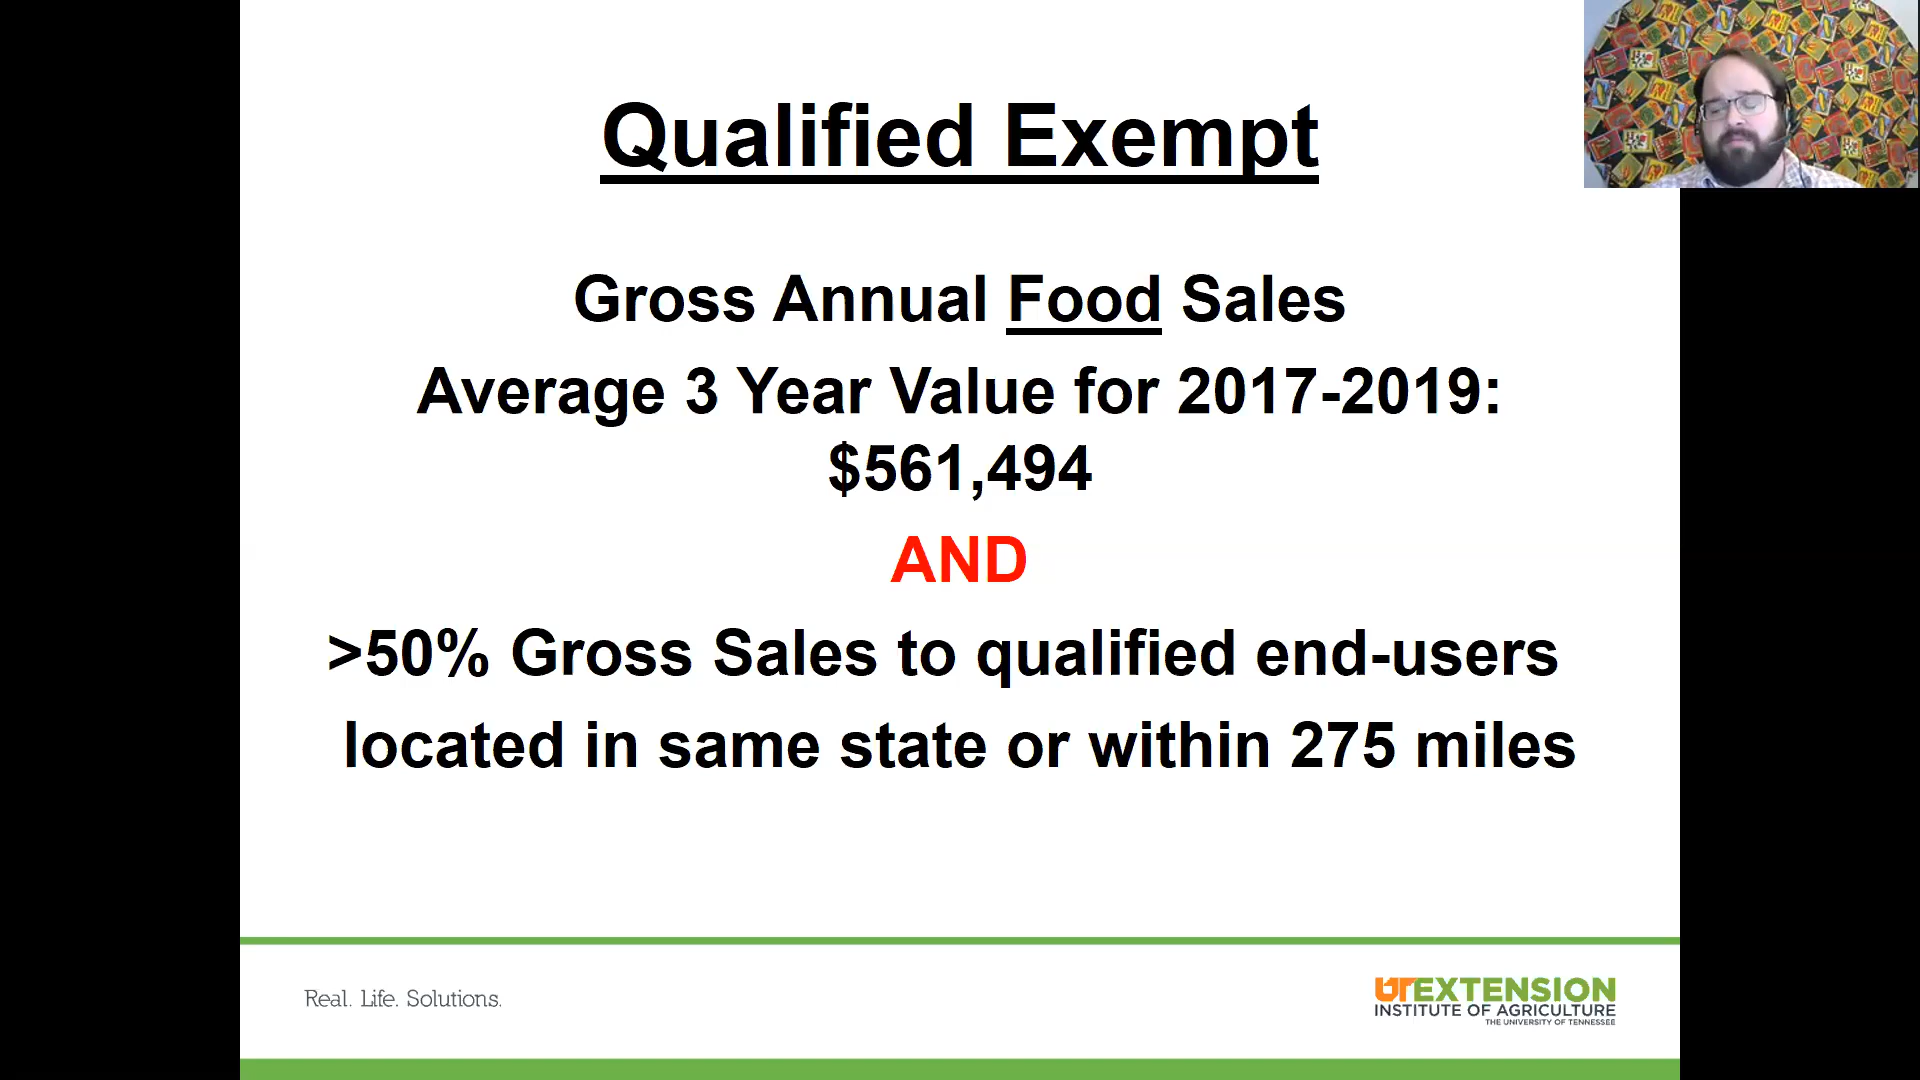 Qualified Exempt
Gross Annual Food Sales
Average 3 Year Value for 2017-2019:
$561,494
AND
>50% Gross Sales to qualified end-users
located in same state or within 275 miles
Real. Life. Solutions.
UTEXTENSION
INSTITUTE OF AGRICULTURE
THE UNIVERSITY OF TENNESSEE